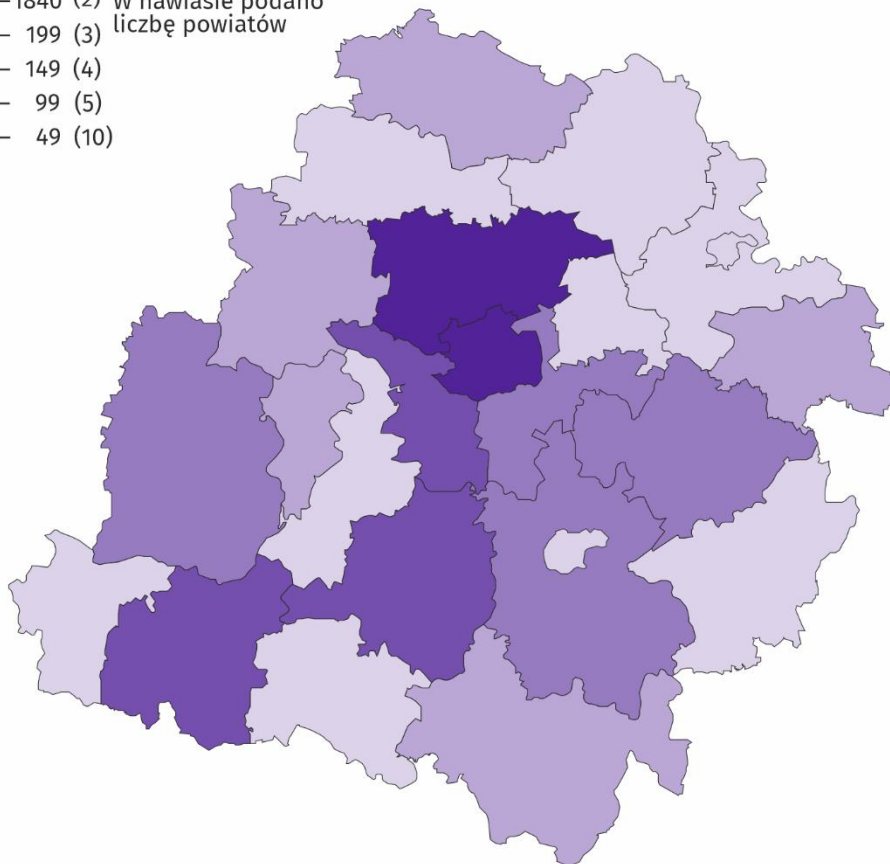 –1840 (2) W nawiasie podano
– 199 (3) liczbę powiatów
– 149 (4)
– 99 (5)
– 49 (10)